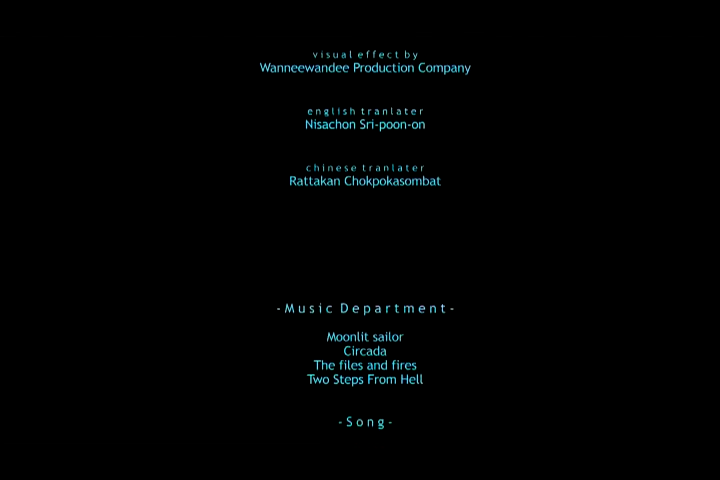 visual effect by
Wanneewandee Production Company
english tranlater
Nisachon Sri-poon-on
chinese tranlater
Rattakan Chokpokasombat
-Music Department-
Moonlit sailor
Circada
The files and fires
Two Steps From Hell
-Song-